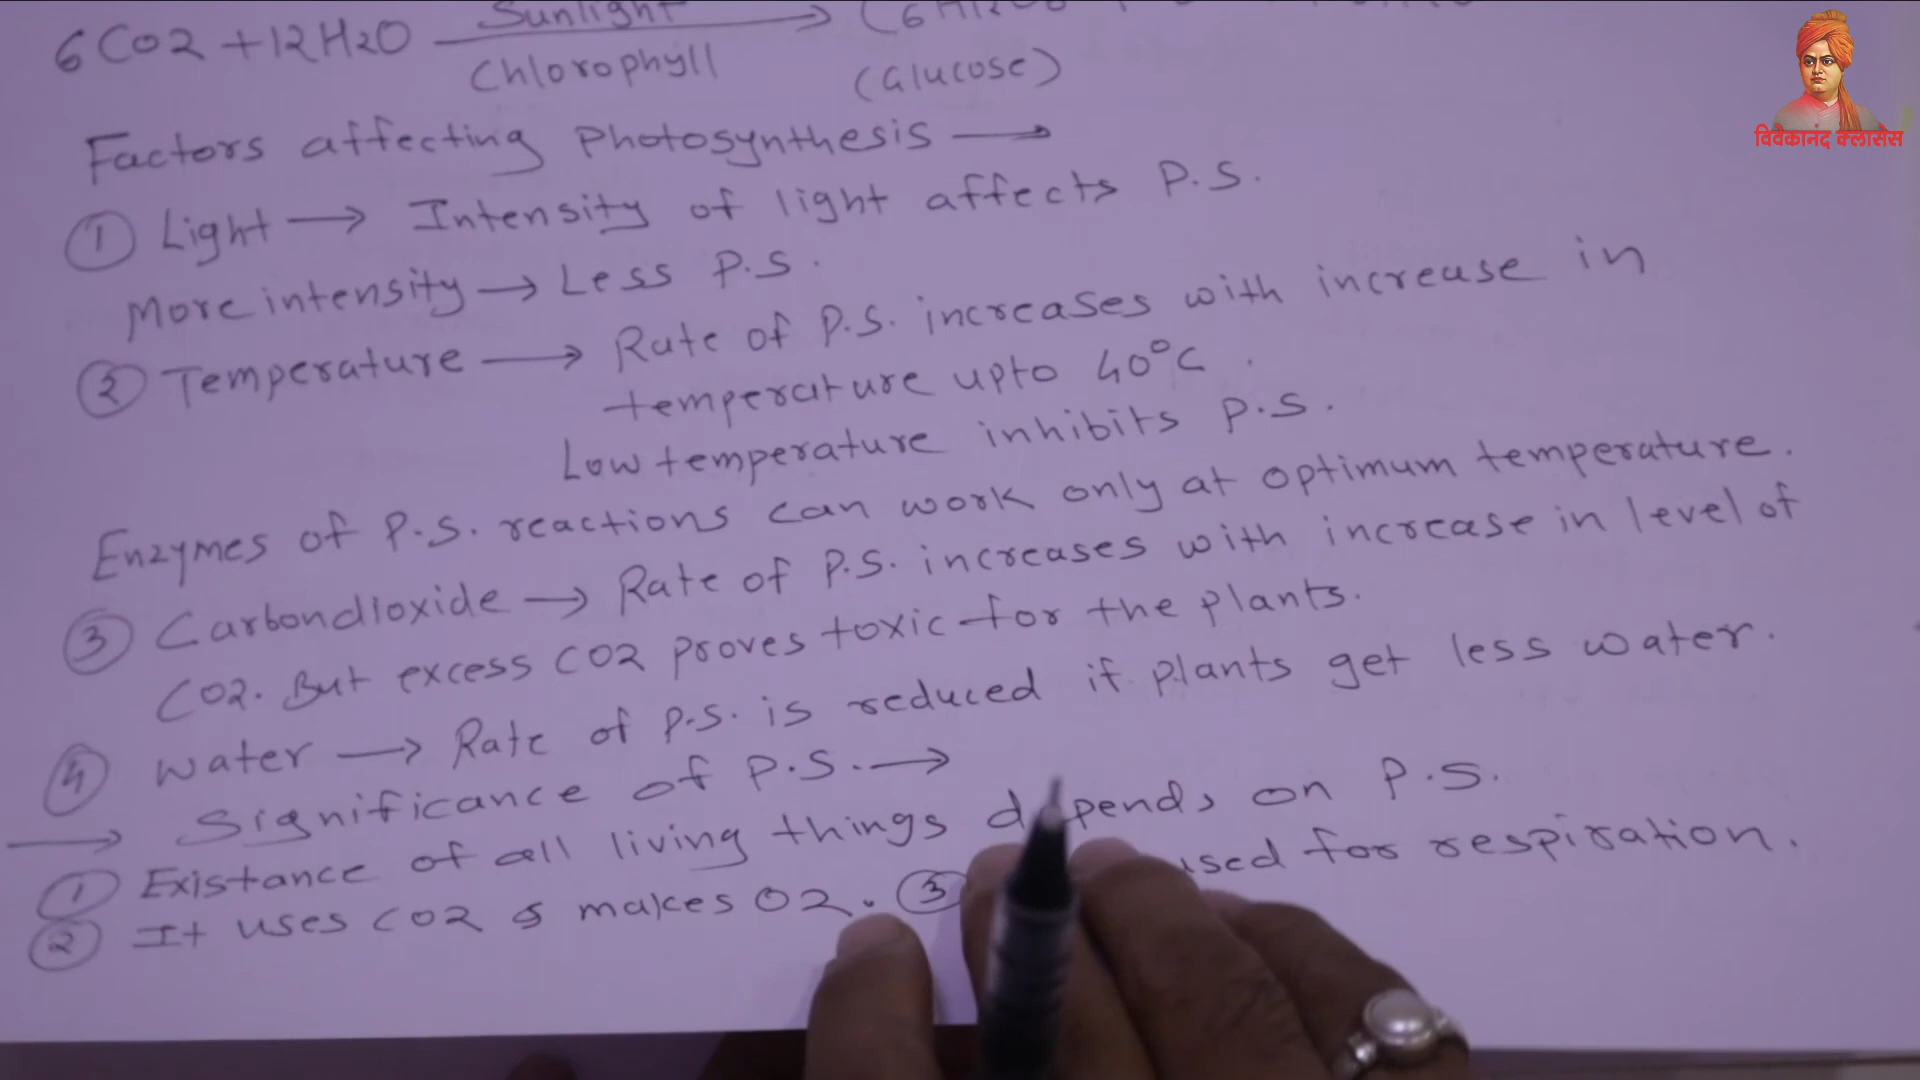 6CO2 + 12H2O Sunlight
Chlorophyll
(Glucose)
Factors affecting Photosynthesis →
① Light → Intensity of light affects P.S.
More intensity → Less P.S.
② Temperature → Rate of P.S. increases with increase in
temperature upto 40°C.
Low temperature inhibits P.S.
Enzymes of P.S. reactions can work only at optimum temperature.
③ Carbondioxide → Rate of P.S. increases with increase in level of
CO2. But excess CO2 proves toxic for the plants.
④ Water → Rate of P.S. is reduced if plants get less water.
→ Significance of P.S. →
① Existance of all living things depends on P.S.
② It uses CO2 & makes O2. ③ used for respiration.
विवेकानंद क्लासेस